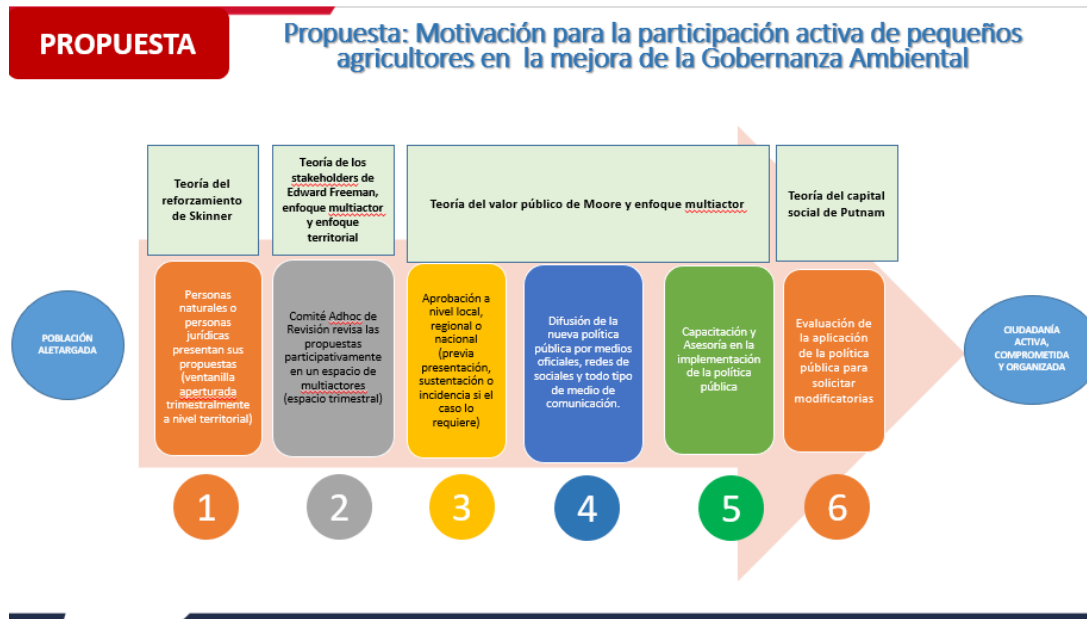 PROPUESTA
Propuesta: Motivación para la participación activa de pequeños
agricultores en la mejora de la Gobernanza Ambiental
Teoría del
reforzamiento
de Skinner
Teoría de los
stakeholders de
Edward Freeman,
enfoque multiactor
y enfoque
territorial
Teoría del valor público de Moore y enfoque multiactor
Teoría del capital
social de Putnam
POBLACIÓN
ALETARGADA
Personas
naturales o
personas
jurídicas
presentan sus
propuestas
(ventanilla
aperturada
trimestralmente
a nivel territorial)
Comité Adhoc de
Revisión revisa las
propuestas
participativamente
en un espacio de
multiactores
(espacio trimestral)
Aprobación a
nivel local,
regional o
nacional
(previa
presentación,
sustentación o
incidencia si el
caso lo
requiere)
Difusión de la
nueva política
pública por medios
oficiales, redes de
sociales y todo tipo
de medio de
comunicación.
Capacitación y
Asesoría en la
implementación
de la política
pública
Evaluación de
la aplicación
de la política
pública para
solicitar
modificatorias
CIUDADANÍA
ACTIVA,
COMPROMETIDA
Y ORGANIZADA
1
2
3
4
5
6